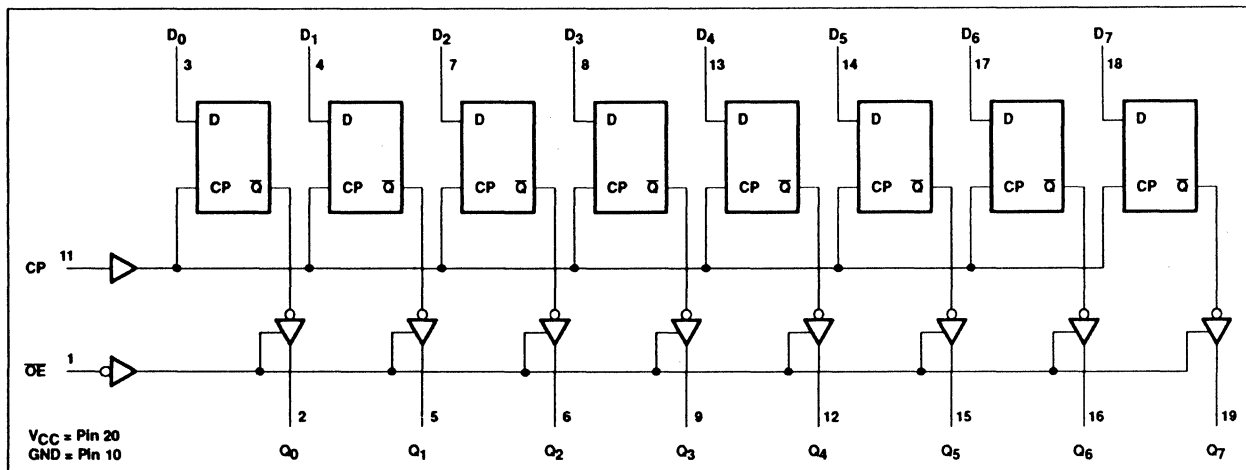 D0 D1 D2 D3 D4 D5 D6 D7
3 4 7 8 13 14 17 18
D D D D D D D D
CP Q̅ CP Q̅ CP Q̅ CP Q̅ CP Q̅ CP Q̅ CP Q̅ CP Q̅
CP 11
O̅E̅ 1
2 5 6 9 12 15 16 19
VCC = Pin 20
GND = Pin 10
Q0 Q1 Q2 Q3 Q4 Q5 Q6 Q7